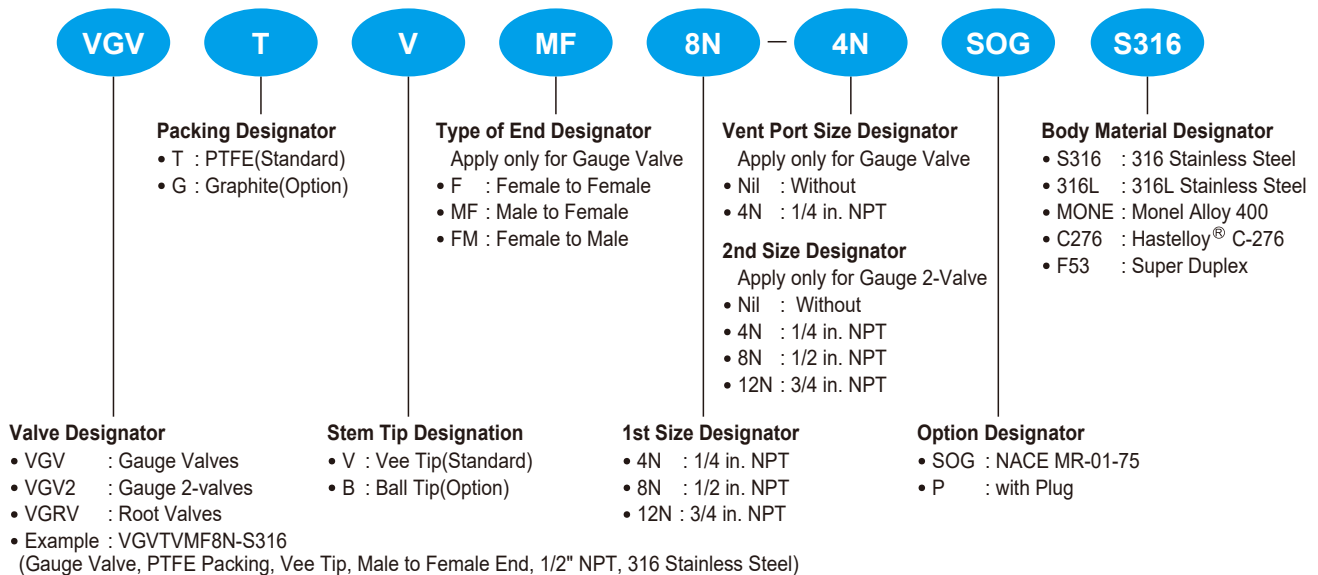 VGV T V MF 8N – 4N SOG S316
Packing Designator
• T : PTFE(Standard)
• G : Graphite(Option)
Type of End Designator
Apply only for Gauge Valve
• F : Female to Female
• MF : Male to Female
• FM : Female to Male
Vent Port Size Designator
Apply only for Gauge Valve
• Nil : Without
• 4N : 1/4 in. NPT
2nd Size Designator
Apply only for Gauge 2-Valve
• Nil : Without
• 4N : 1/4 in. NPT
• 8N : 1/2 in. NPT
• 12N : 3/4 in. NPT
Body Material Designator
• S316 : 316 Stainless Steel
• 316L : 316L Stainless Steel
• MONE : Monel Alloy 400
• C276 : Hastelloy® C-276
• F53 : Super Duplex
Valve Designator
• VGV : Gauge Valves
• VGV2 : Gauge 2-valves
• VGRV : Root Valves
• Example : VGVTVMF8N-S316
(Gauge Valve, PTFE Packing, Vee Tip, Male to Female End, 1/2" NPT, 316 Stainless Steel)
Stem Tip Designation
• V : Vee Tip(Standard)
• B : Ball Tip(Option)
1st Size Designator
• 4N : 1/4 in. NPT
• 8N : 1/2 in. NPT
• 12N : 3/4 in. NPT
Option Designator
• SOG : NACE MR-01-75
• P : with Plug